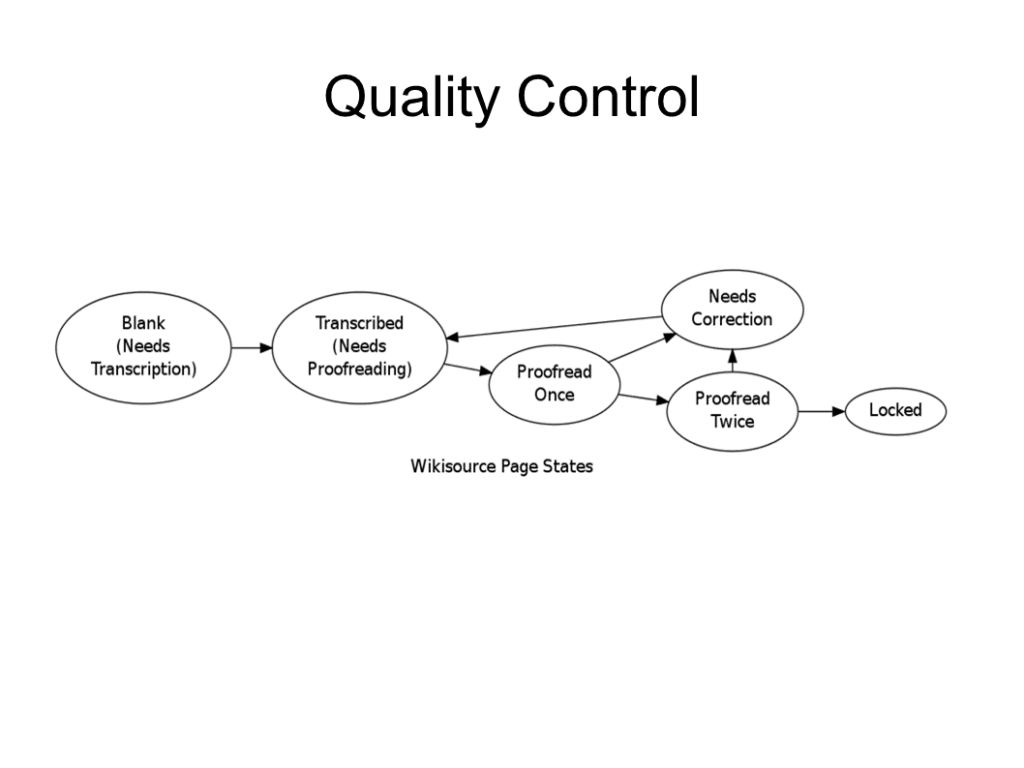 Quality Control
Blank
(Needs
Transcription)
Transcribed
(Needs
Proofreading)
Proofread
Once
Needs
Correction
Proofread
Twice
Locked
Wikisource Page States